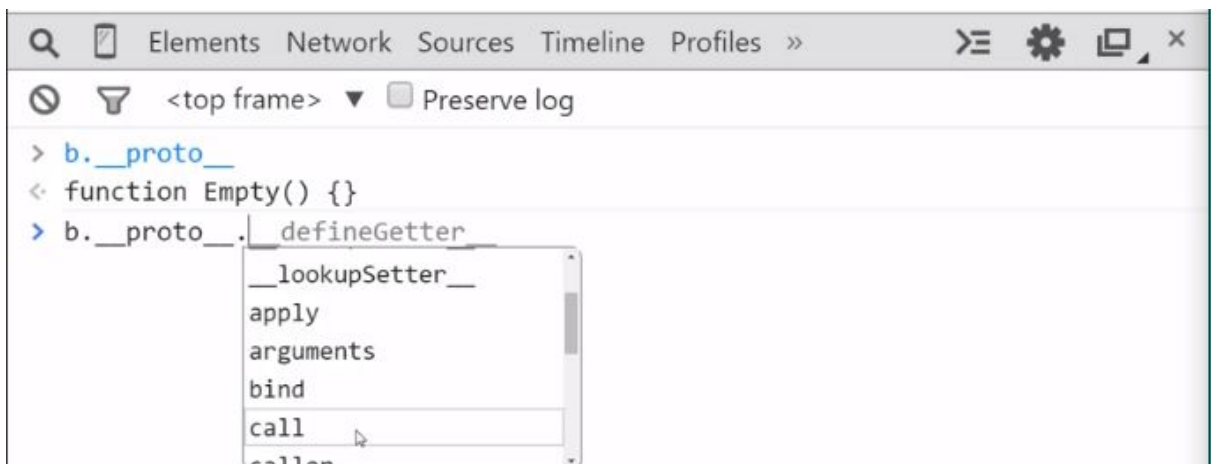 Elements Network Sources Timeline Profiles »
<top frame> ▼ Preserve log
> b.__proto__
<· function Empty() {}
> b.__proto__.__defineGetter__
__lookupSetter__
apply
arguments
bind
call